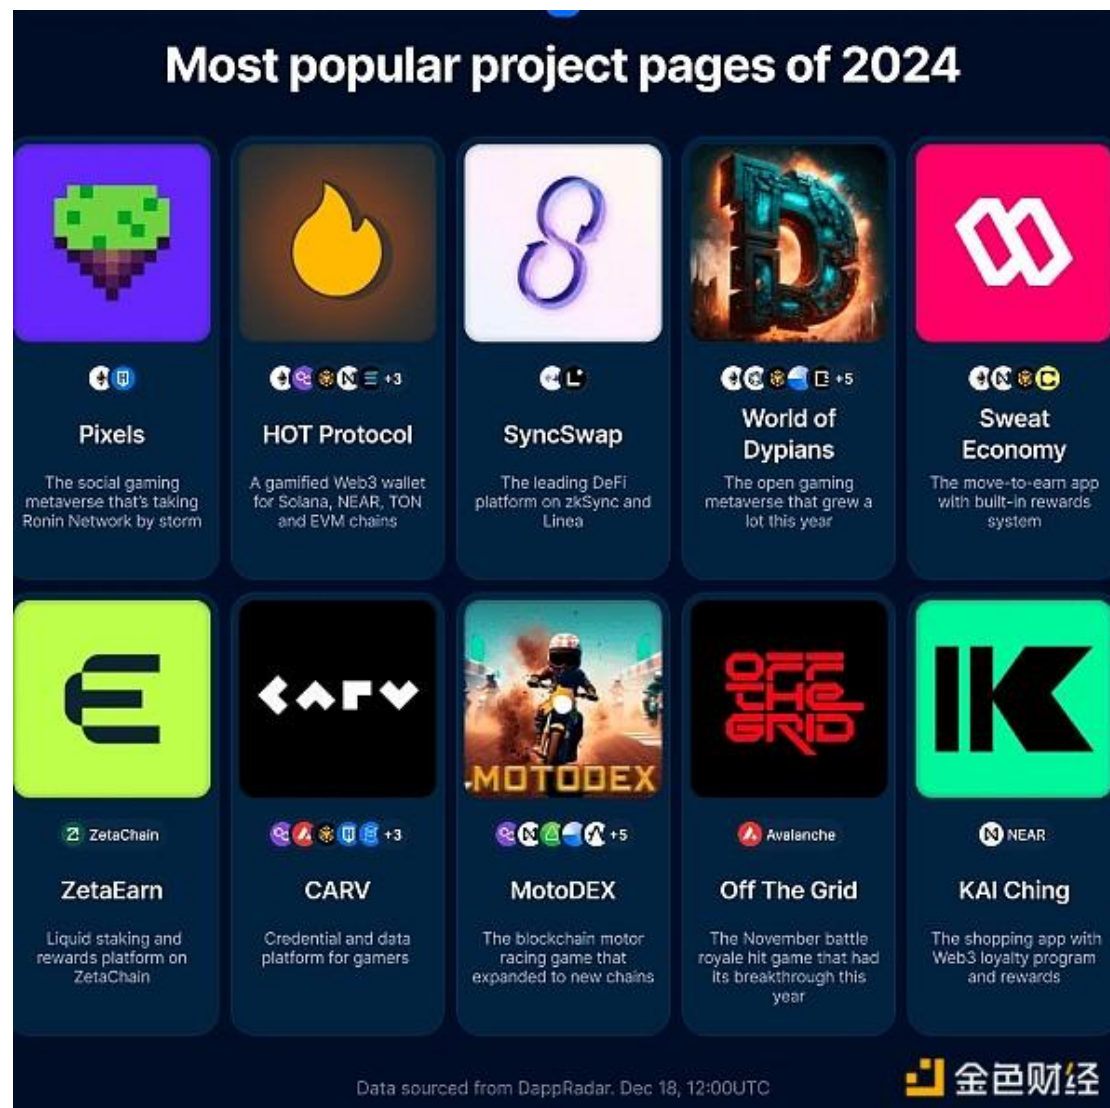 Most popular project pages of 2024
Pixels
The social gaming
metaverse that's taking
Ronin Network by storm
+3
HOT Protocol
A gamified Web3 wallet
for Solana, NEAR, TON
and EVM chains
SyncSwap
The leading DeFi
platform on zkSync and
Linea
+5
World of
Dypians
The open gaming
metaverse that grew a
lot this year
Sweat
Economy
The move-to-earn app
with built-in rewards
system
ZetaChain
ZetaEarn
Liquid staking and
rewards platform on
ZetaChain
CARV
+3
CARV
Credential and data
platform for gamers
MOTODEX
+5
MotoDEX
The blockchain motor
racing game that
expanded to new chains
OFF
THE
GRID
Avalanche
Off The Grid
The November battle
royale hit game that had
its breakthrough this
year
NEAR
KAI Ching
The shopping app with
Web3 loyalty program
and rewards
Data sourced from DappRadar. Dec 18, 12:00UTC
金色财经